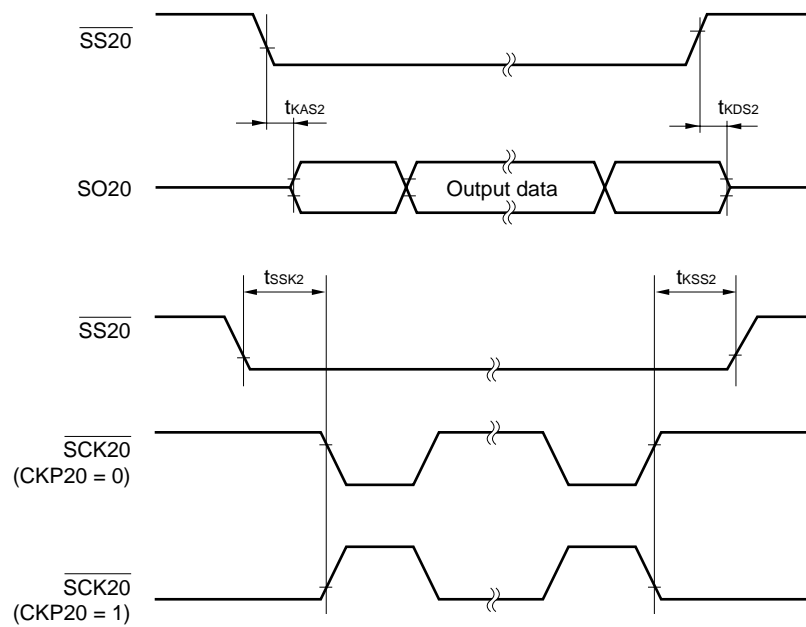 SS20
tKAS2
tKDS2
SO20
Output data
tSSK2
tKSS2
SS20
SCK20
(CKP20 = 0)
SCK20
(CKP20 = 1)